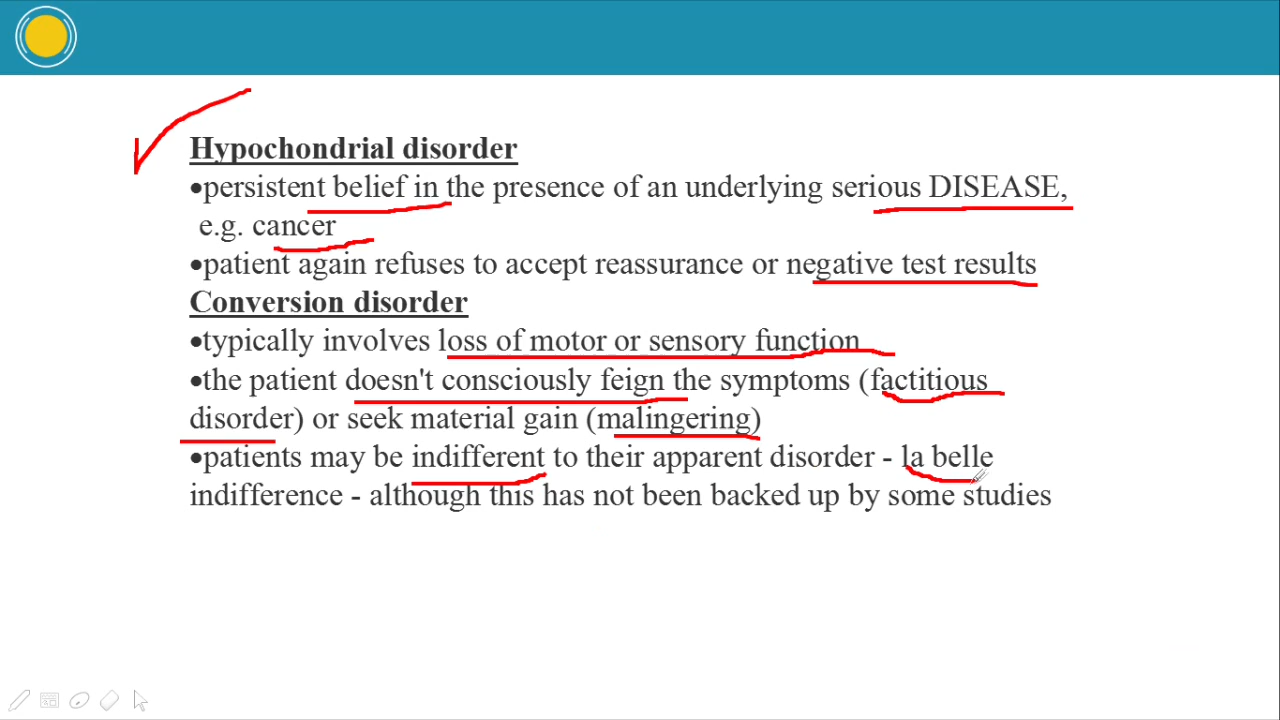 Hypochondrial disorder
•persistent belief in the presence of an underlying serious DISEASE,
e.g. cancer
•patient again refuses to accept reassurance or negative test results
Conversion disorder
•typically involves loss of motor or sensory function
•the patient doesn't consciously feign the symptoms (factitious
disorder) or seek material gain (malingering)
•patients may be indifferent to their apparent disorder - la belle
indifference - although this has not been backed up by some studies